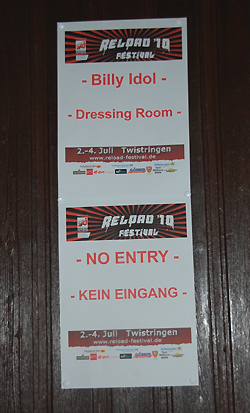 RELOAD '10
FESTIVAL
- Billy Idol -
- Dressing Room -
2.-4. Juli Twistringen
www.reload-festival.de
RELOAD '10
FESTIVAL
- NO ENTRY -
- KEIN EINGANG -
2.-4. Juli Twistringen
www.reload-festival.de